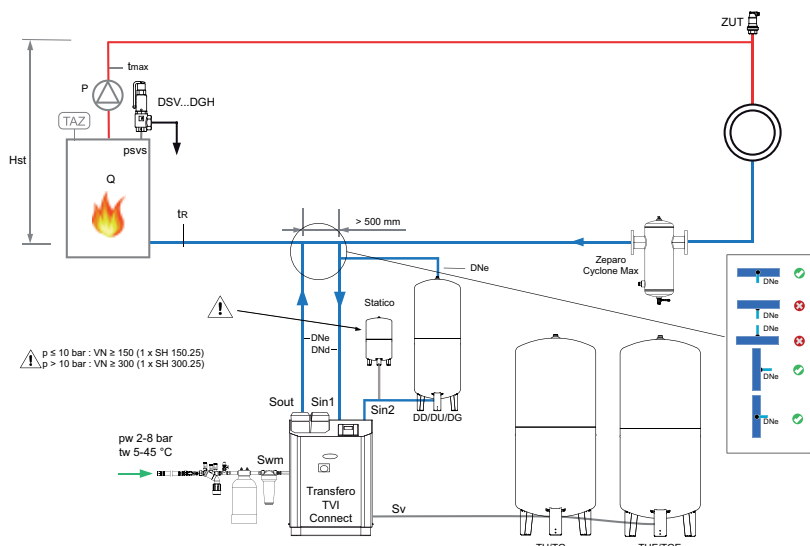 ZUT
tmax
P
DSV...DGH
TAZ
psvs
Hst
Q
> 500 mm
tR
DNe
Zeparo
Cyclone Max
DNe
DNe
DNe
DNe
DNe
Statico
DNe
DNd
p ≤ 10 bar : VN ≥ 150 (1 x SH 150.25)
p > 10 bar : VN ≥ 300 (1 x SH 300.25)
Sout
Sin1
Sin2
DD/DU/DG
pw 2-8 bar
tw 5-45 °C
Swm
Transfero
TVI
Connect
Sv